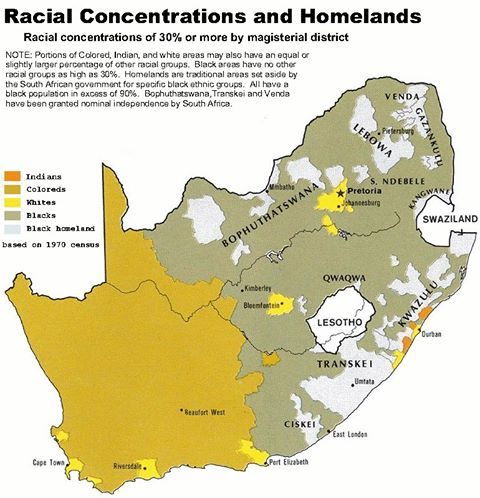 Racial Concentrations and Homelands
Racial concentrations of 30% or more by magisterial district
NOTE: Portions of Colored, Indian, and white areas may also have an equal or
slightly larger percentage of other racial groups. Black areas have no other
racial groups as high as 30%. Homelands are traditional areas set aside by
the South African government for specific black ethnic groups. All have a
black population in excess of 90%. Bophuthatswana,Transkei and Venda
have been granted nominal independence by South Africa.
VENDA
GAZANKULU
LEBOWA
Pietersburg
S. NDEBELE
KANGWANE
Mmbatho
Pretoria
Johannesburg
BOPHUTHATSWANA
SWAZILAND
Indians
Coloreds
Whites
Blacks
Black homeland
based on 1970 census
QWAQWA
Kimberley
Bloemfontein
KWAZULU
LESOTHO
Durban
TRANSKEI
Umtata
Beaufort West
CISKEI
East London
Cape Town
Riversdale
Port Elizabeth